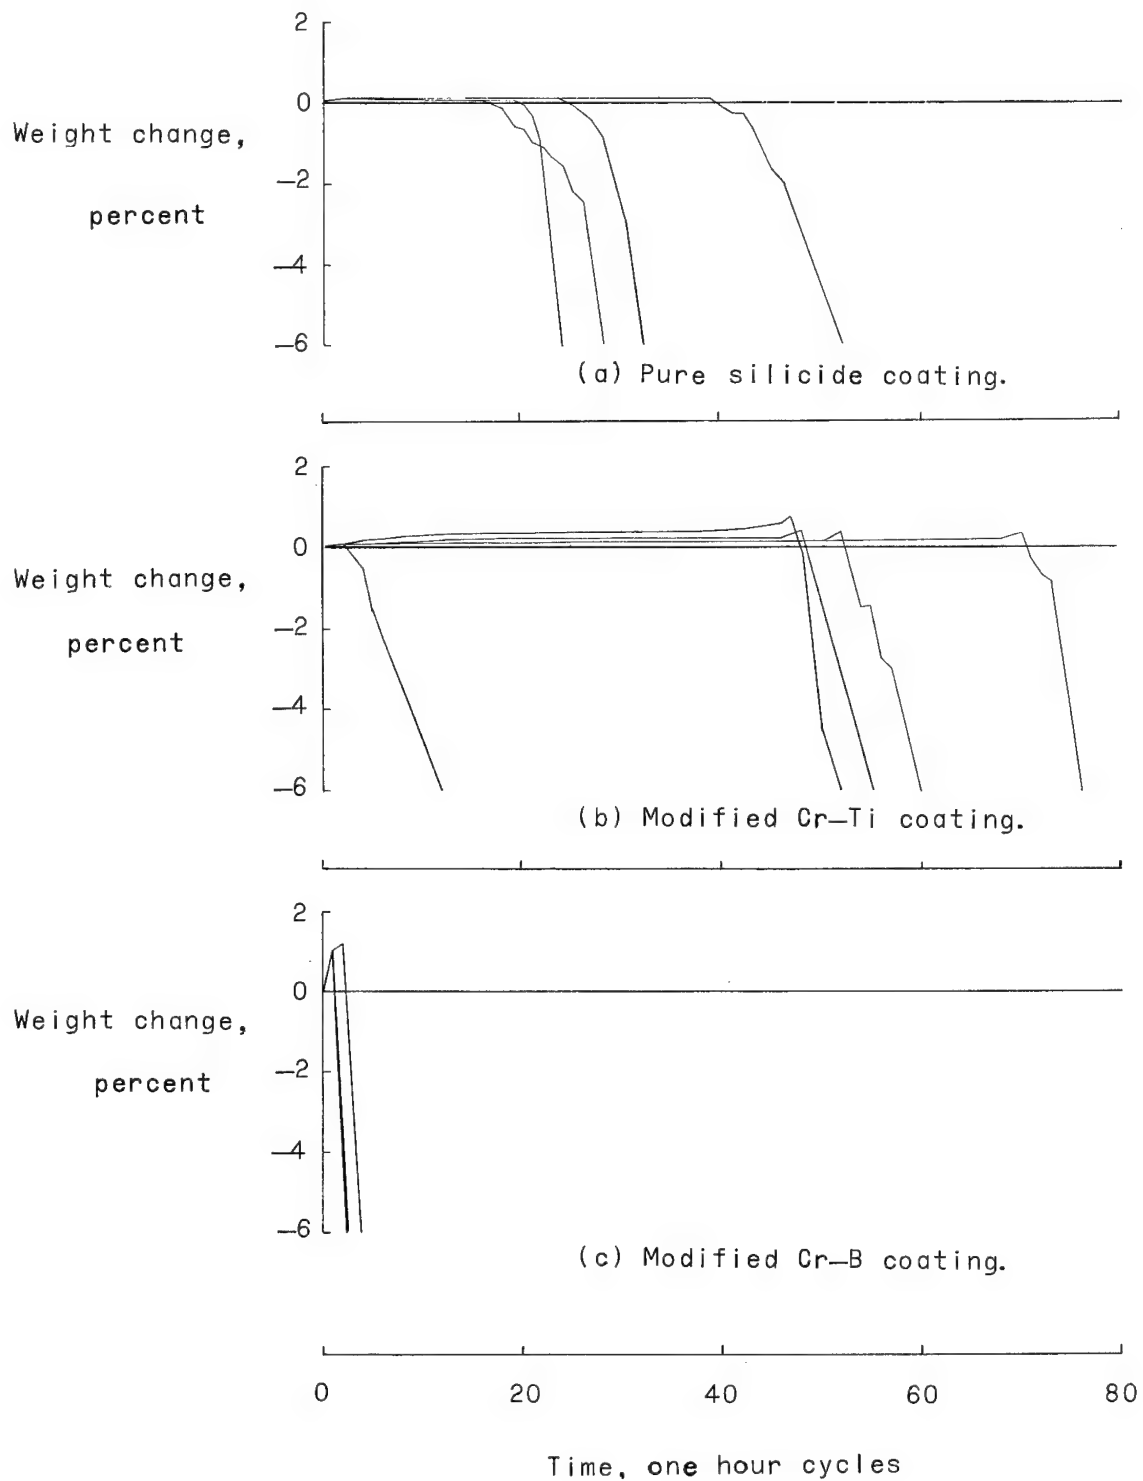 2
0
Weight change,
−2
percent
−4
−6
(a) Pure silicide coating.
2
0
Weight change,
−2
percent
−4
−6
(b) Modified Cr−Ti coating.
2
0
Weight change,
−2
percent
−4
−6
(c) Modified Cr−B coating.
0 20 40 60 80
Time, one hour cycles